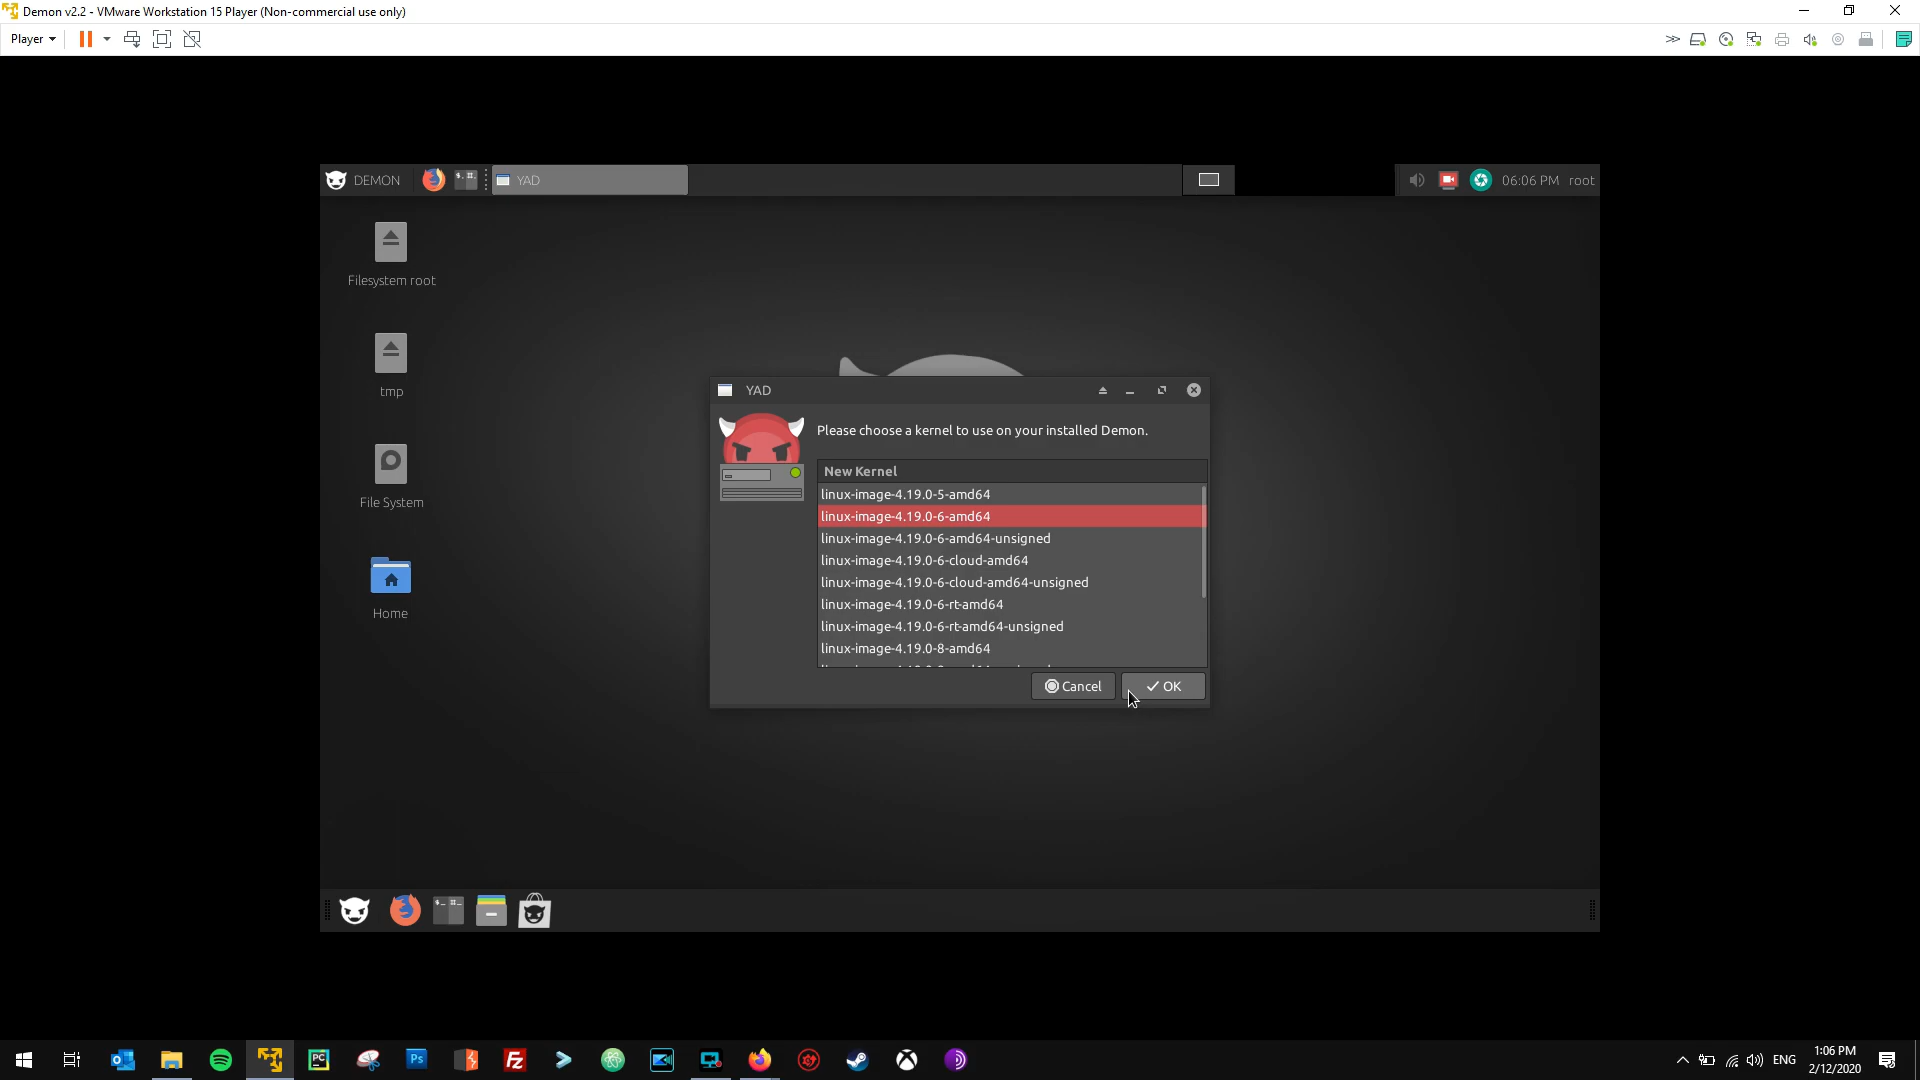 Demon v2.2 - VMware Workstation 15 Player (Non-commercial use only)
Player
DEMON
YAD
06:06 PM root
Filesystem root
tmp
File System
Home
YAD
Please choose a kernel to use on your installed Demon.
New Kernel
linux-image-4.19.0-5-amd64
linux-image-4.19.0-6-amd64
linux-image-4.19.0-6-amd64-unsigned
linux-image-4.19.0-6-cloud-amd64
linux-image-4.19.0-6-cloud-amd64-unsigned
linux-image-4.19.0-6-rt-amd64
linux-image-4.19.0-6-rt-amd64-unsigned
linux-image-4.19.0-8-amd64
Cancel
OK
PC
Ps
Fz
ENG
1:06 PM
2/12/2020